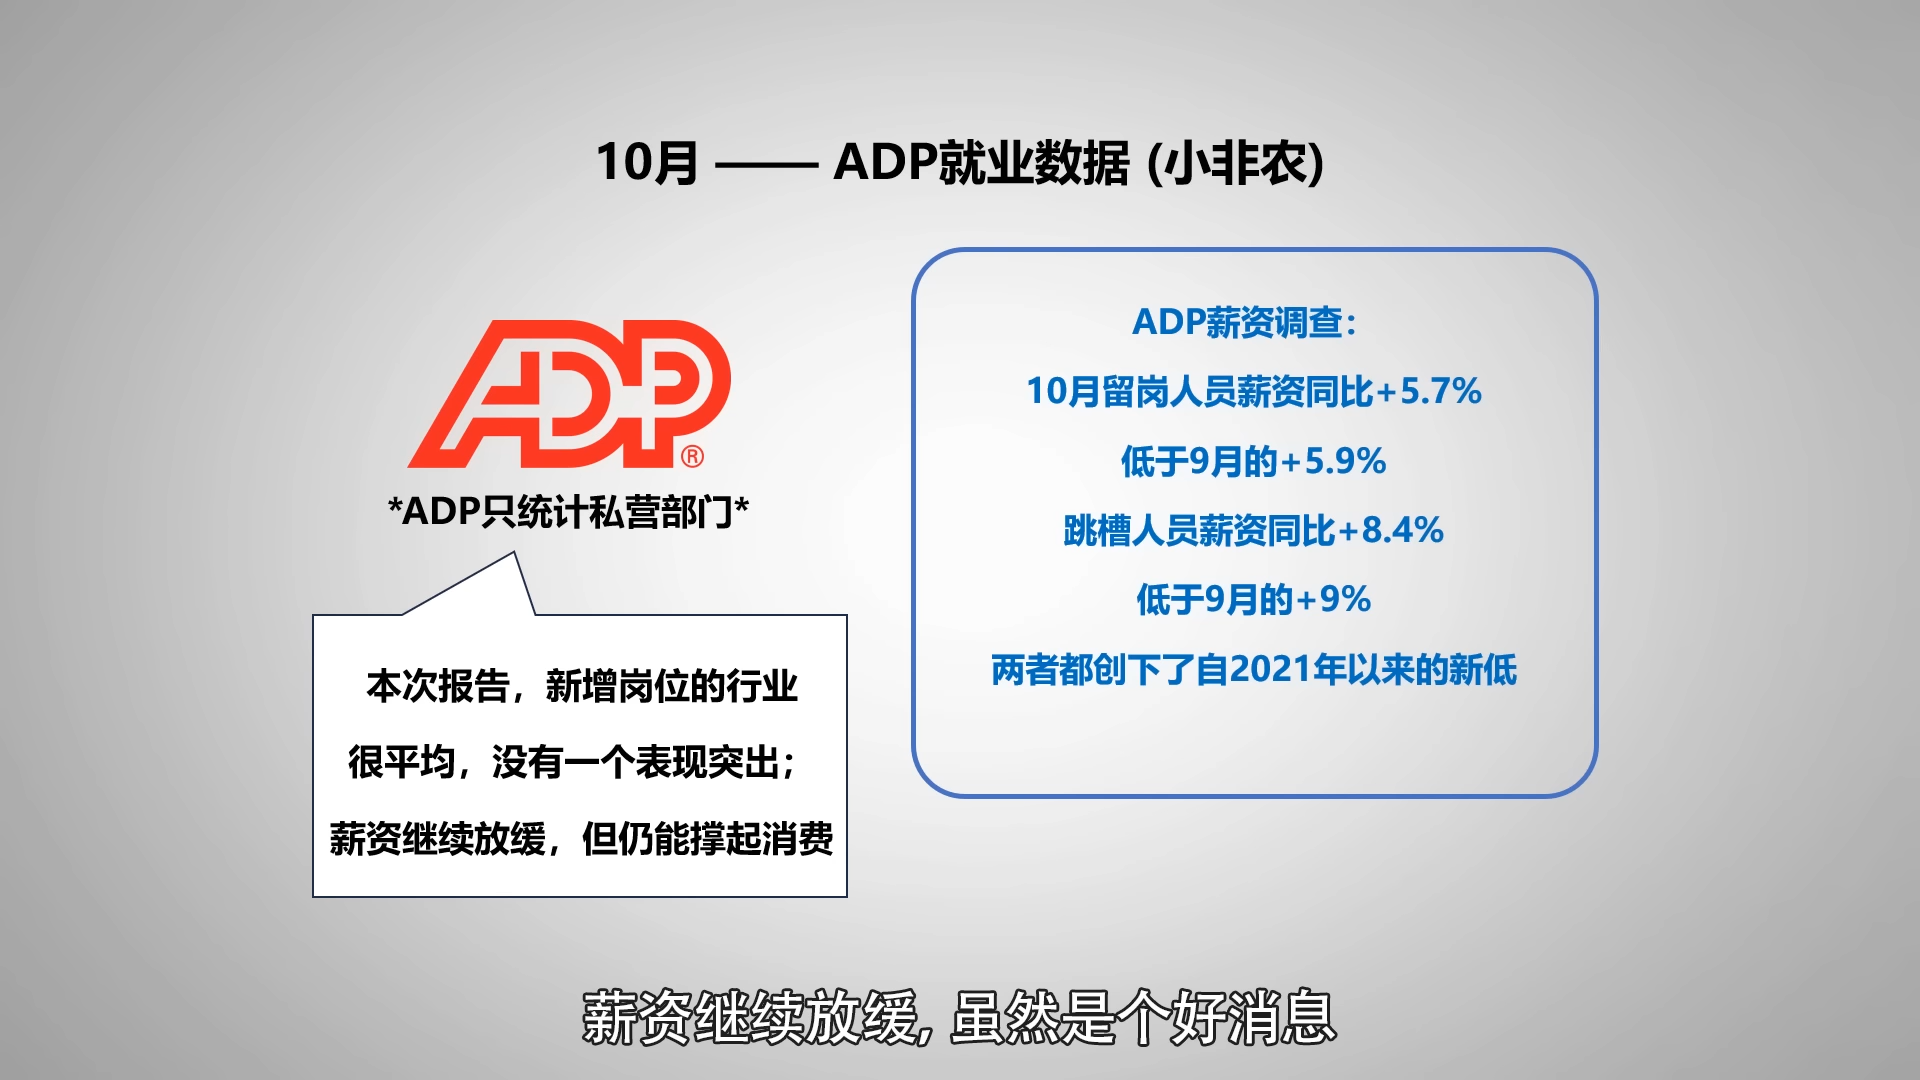 10月 —— ADP就业数据 (小非农)
ADP®
*ADP只统计私营部门*
本次报告，新增岗位的行业
很平均，没有一个表现突出；
薪资继续放缓，但仍能撑起消费
ADP薪资调查：
10月留岗人员薪资同比+5.7%
低于9月的+5.9%
跳槽人员薪资同比+8.4%
低于9月的+9%
两者都创下了自2021年以来的新低
薪资继续放缓, 虽然是个好消息